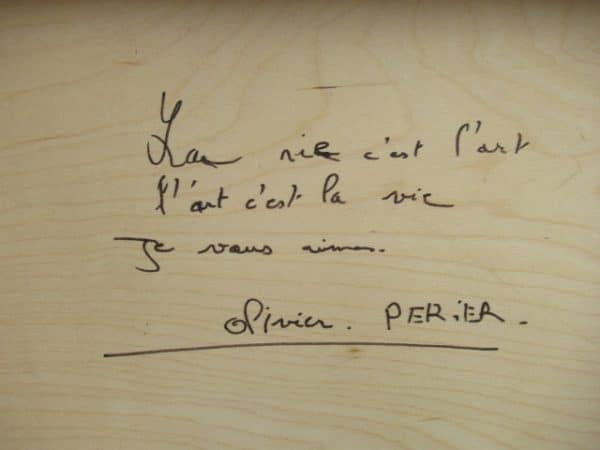 La vie c'est l'art
l'art c'est la vie
Je vous aime.
Olivier. PERiER.